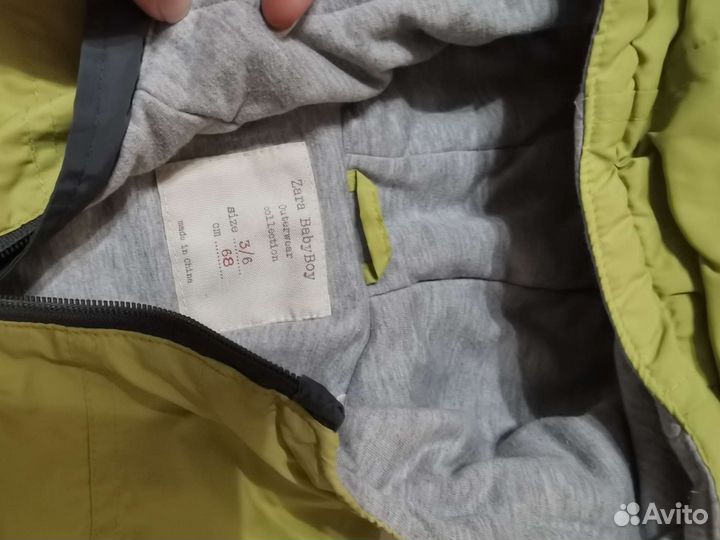 Zara BabyBoy
Outerwear
collection
size 3/6
cm 68
made in China
Avito